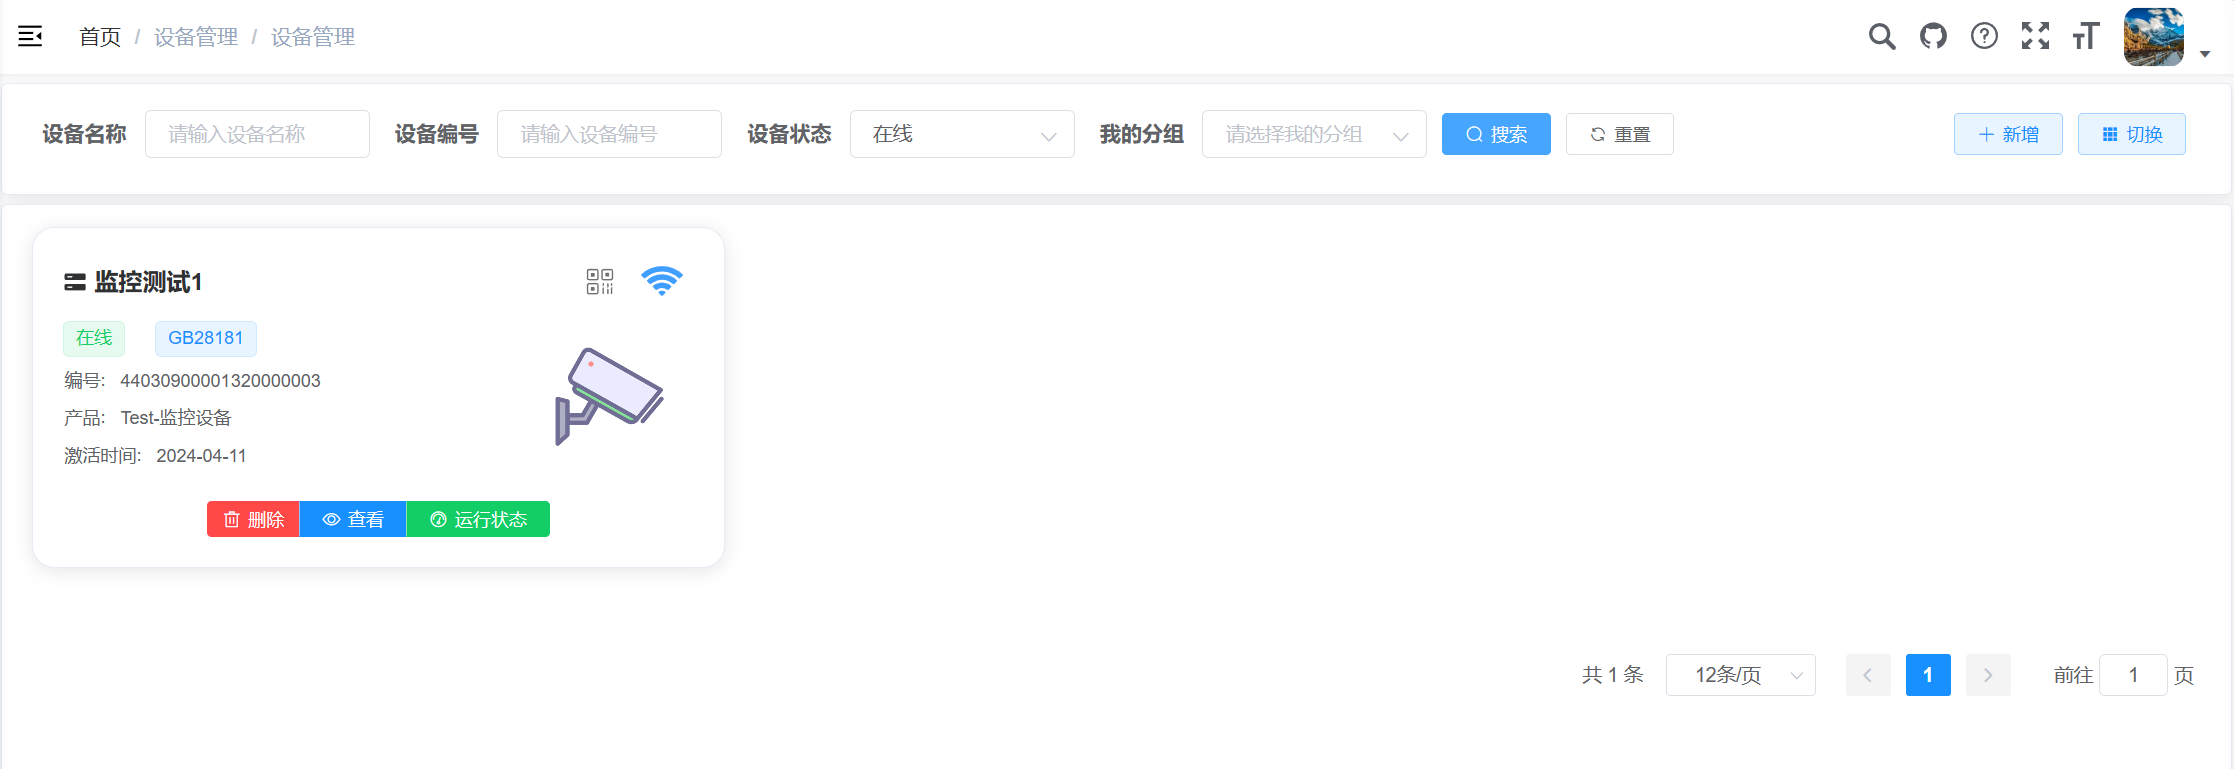 首页 / 设备管理 / 设备管理
设备名称 请输入设备名称 设备编号 请输入设备编号 设备状态 在线 我的分组 请选择我的分组 搜索 重置 新增 切换
监控测试1
在线 GB28181
编号: 44030900001320000003
产品: Test-监控设备
激活时间: 2024-04-11
删除 查看 运行状态
共 1 条 12条/页 1 前往 1 页